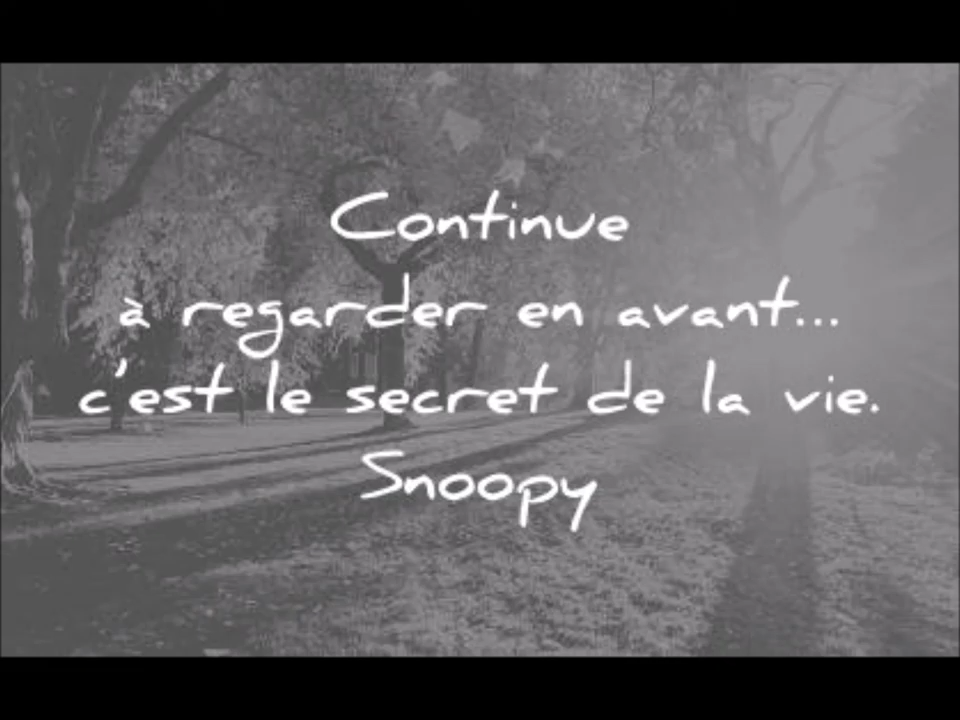 Continue
à regarder en avant...
c'est le secret de la vie.
Snoopy